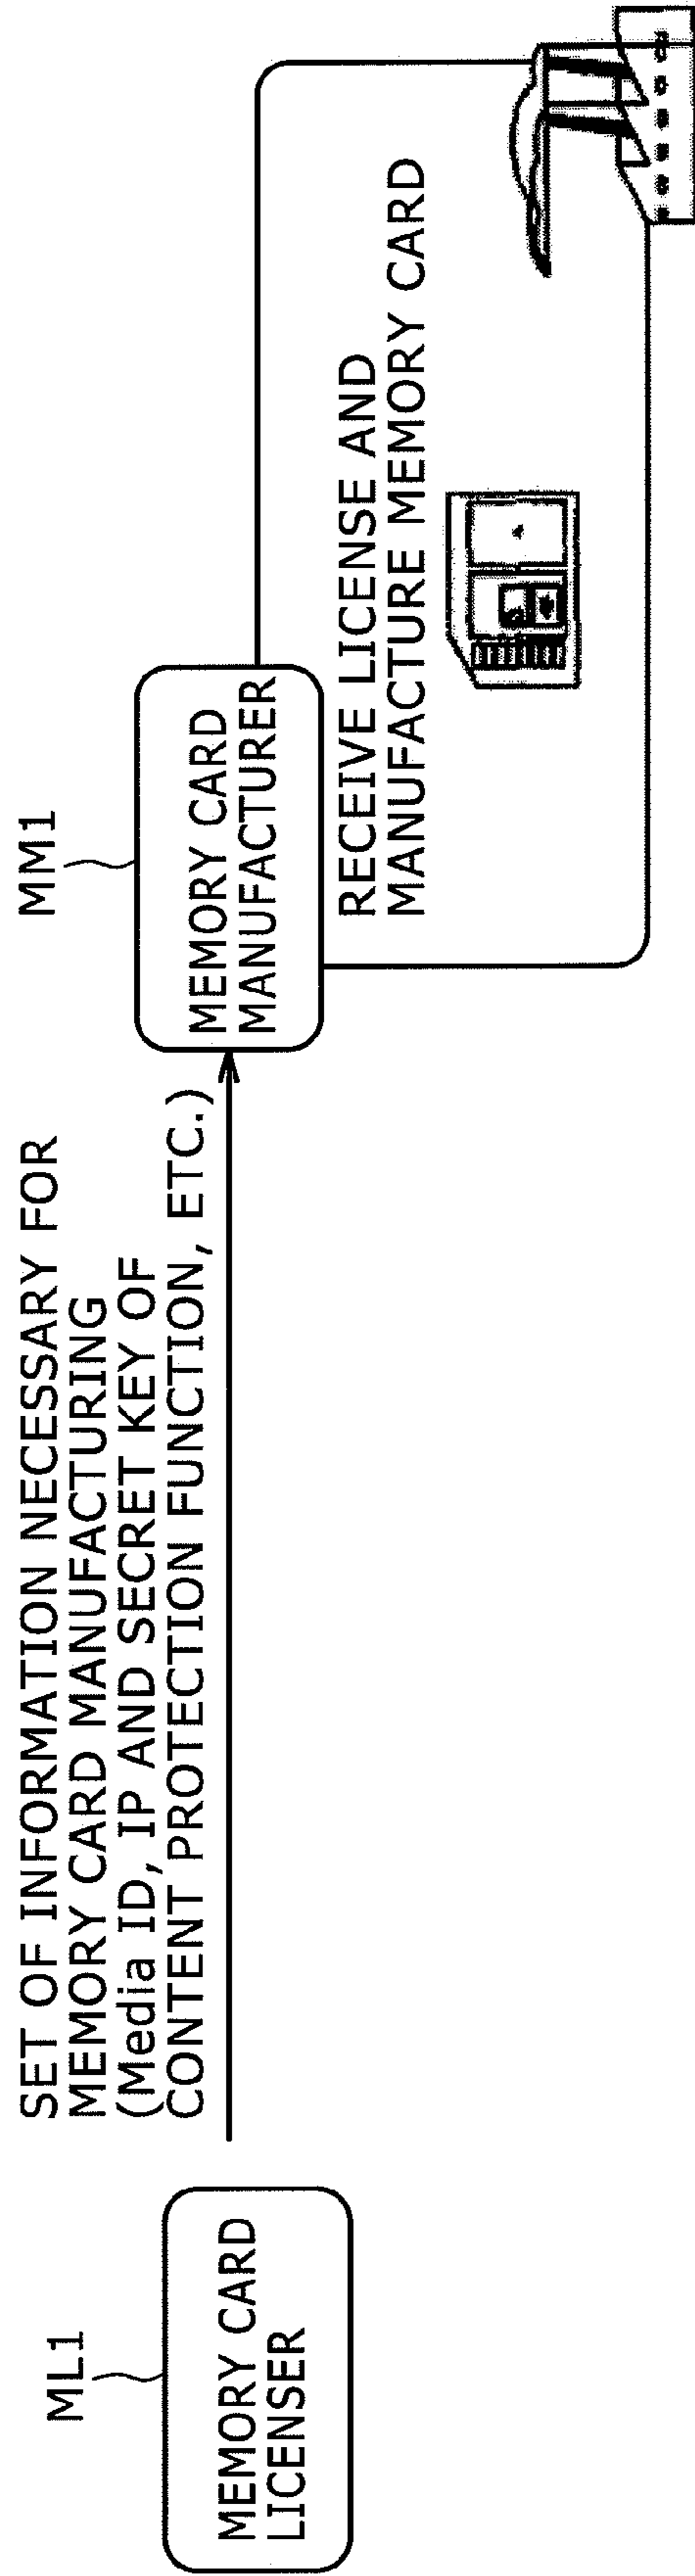 ML1
MEMORY CARD
LICENSER
SET OF INFORMATION NECESSARY FOR
MEMORY CARD MANUFACTURING
(Media ID, IP AND SECRET KEY OF
CONTENT PROTECTION FUNCTION, ETC.)
MM1
MEMORY CARD
MANUFACTURER
RECEIVE LICENSE AND
MANUFACTURE MEMORY CARD